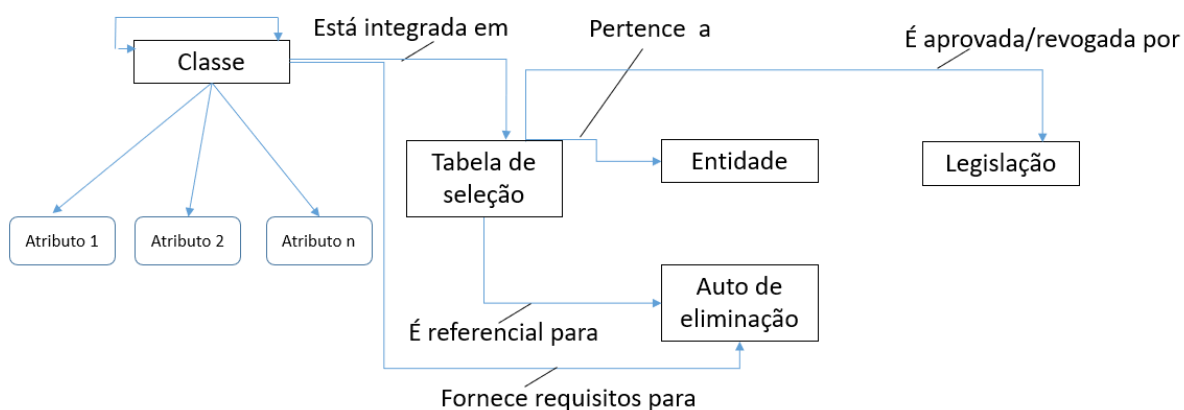 Está integrada em
Pertence a
É aprovada/revogada por
Classe
Tabela de
seleção
Entidade
Legislação
Atributo 1
Atributo 2
Atributo n
Auto de
eliminação
É referencial para
Fornece requisitos para